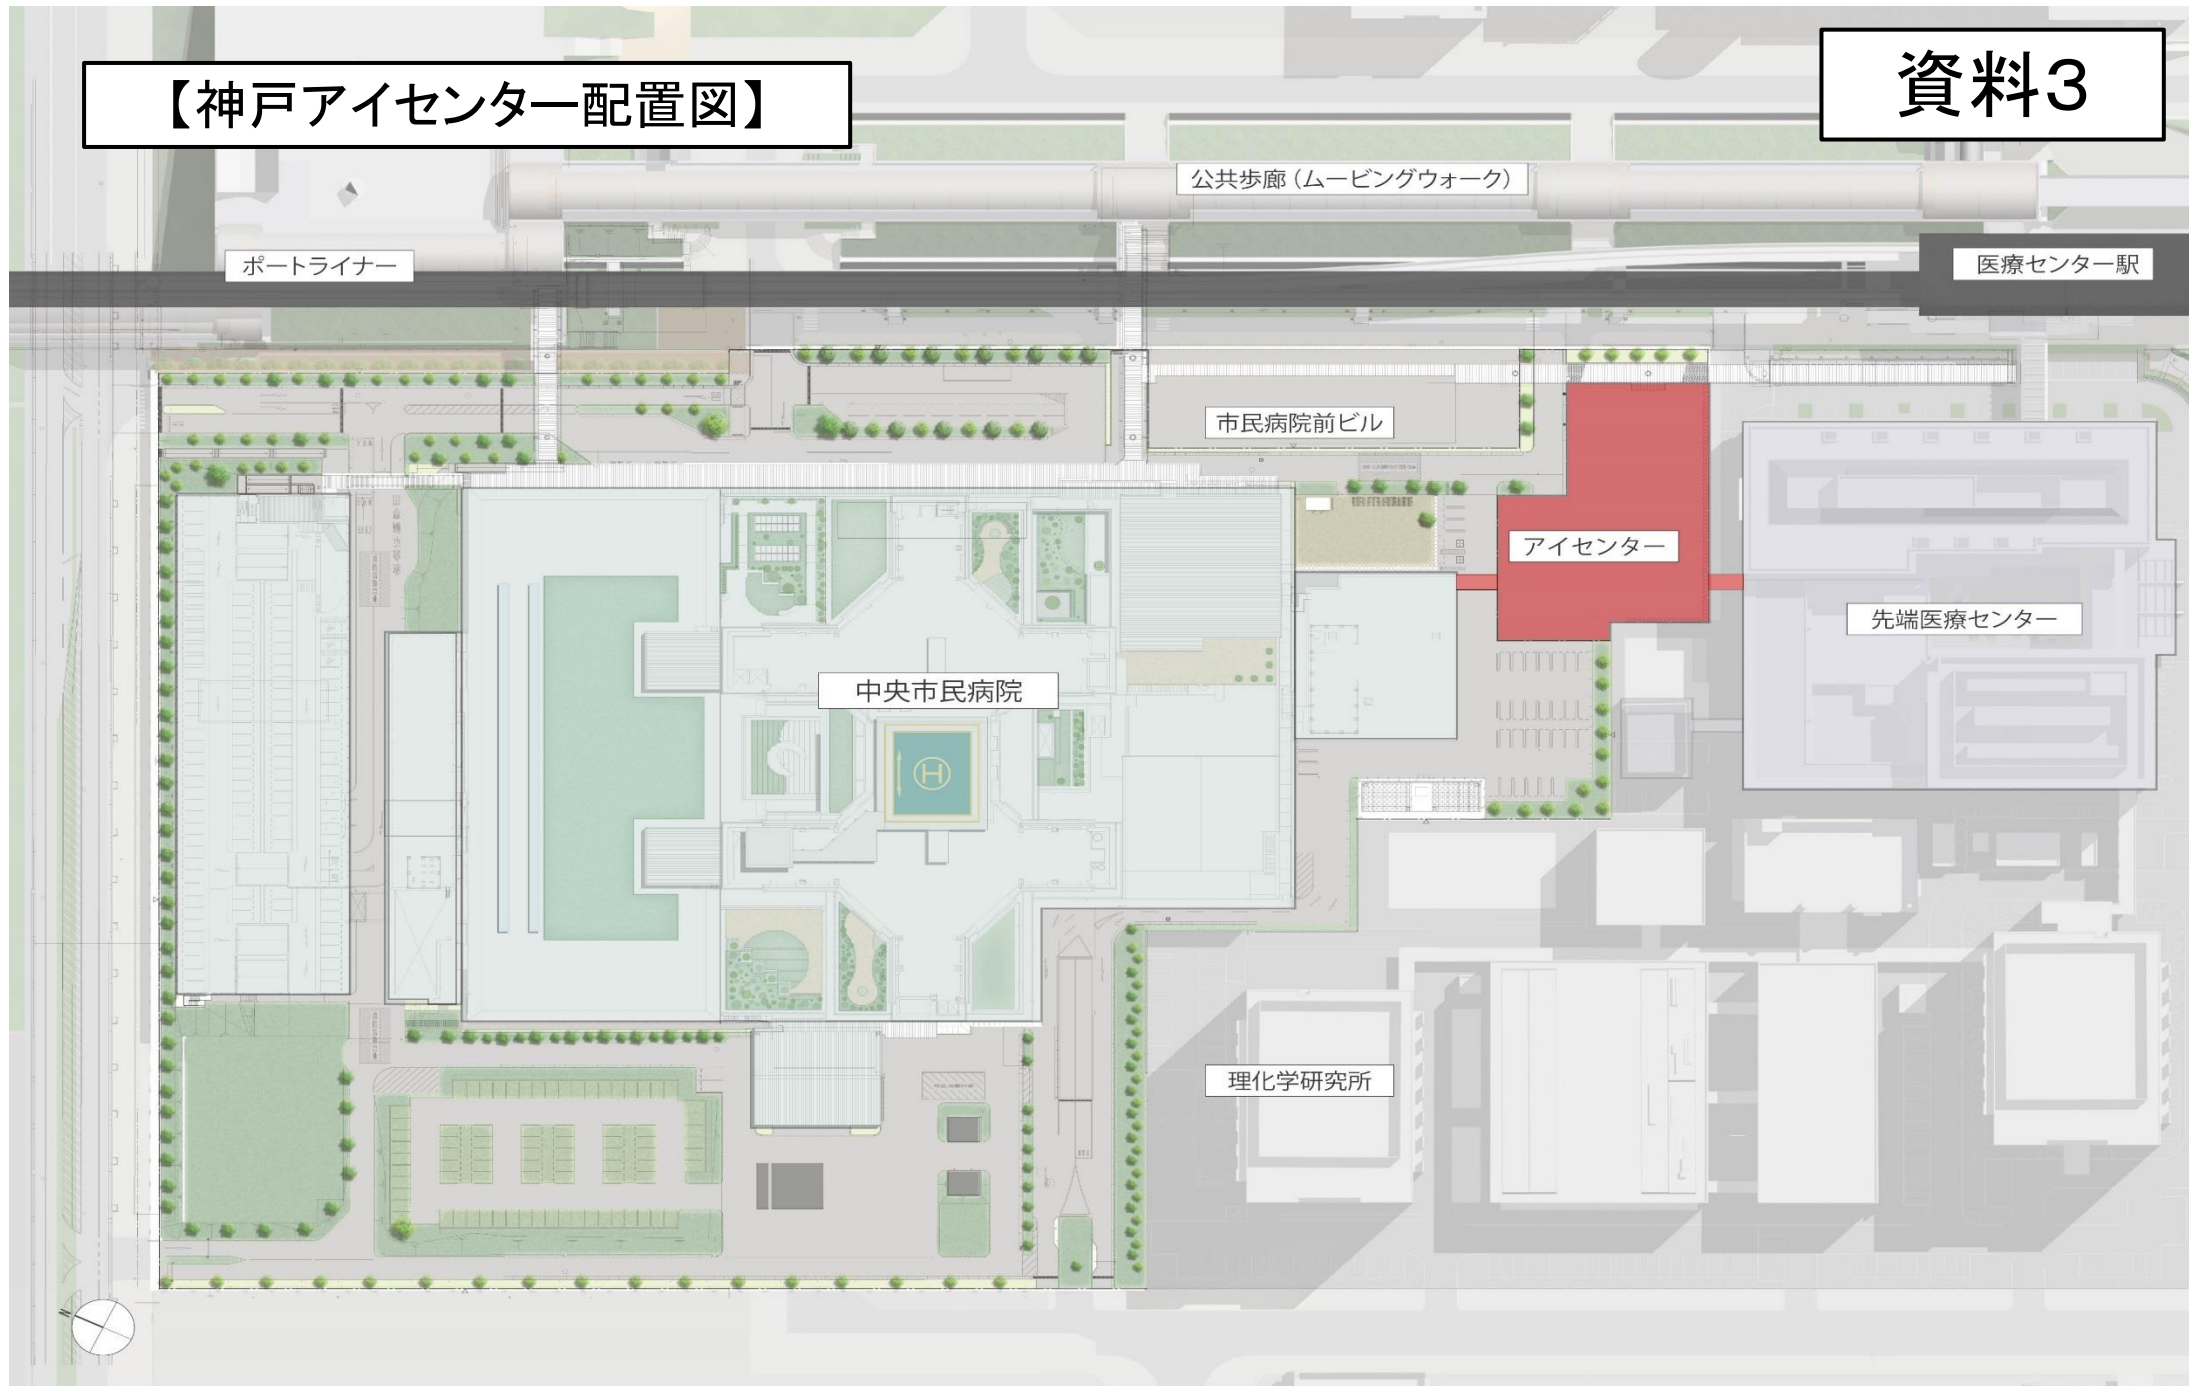 【神戸アイセンター配置図】
資料3
公共歩廊（ムービングウォーク）
ポートライナー
医療センター駅
市民病院前ビル
アイセンター
先端医療センター
中央市民病院
H
理化学研究所
N